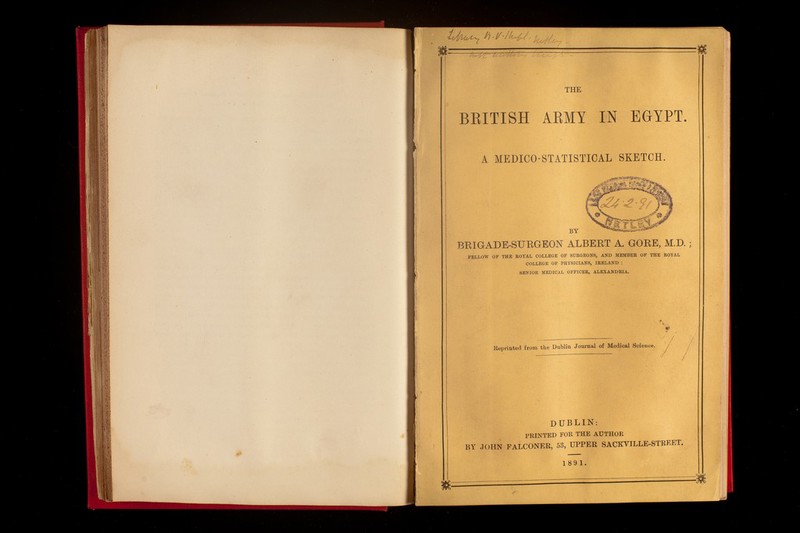 Library R.V. Hospl. Netley
THE
BRITISH ARMY IN EGYPT.
A MEDICO-STATISTICAL SKETCH.
24-2-91
NETLEY
BY
BRIGADE-SURGEON ALBERT A. GORE, M.D. ;
FELLOW OF THE ROYAL COLLEGE OF SURGEONS, AND MEMBER OF THE ROYAL
COLLEGE OF PHYSICIANS, IRELAND ;
SENIOR MEDICAL OFFICER, ALEXANDRIA.
Reprinted from the Dublin Journal of Medical Science.
DUBLIN:
PRINTED FOR THE AUTHOR
BY JOHN FALCONER, 53, UPPER SACKVILLE-STREET.
1891.